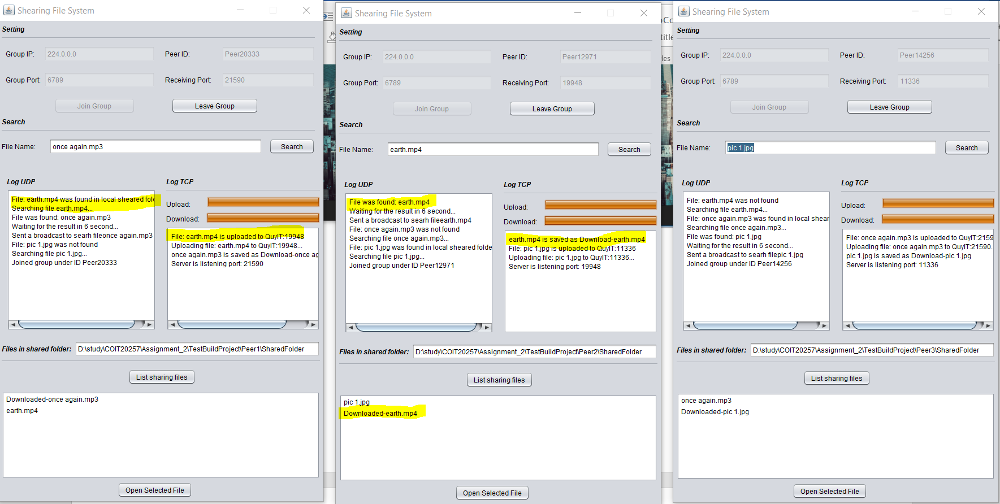 Shearing File System
Setting
Group IP: 224.0.0.0 Peer ID: Peer20333
Group Port: 6789 Receiving Port: 21590
Join Group Leave Group
Search
File Name: once again.mp3 Search
Log UDP Log TCP
Upload:
Download:
File: earth.mp4 was found in local sheared fold
Searching file earth.mp4...
File was found: once again.mp3
Waiting for the result in 6 second...
Sent a broadcast to searh fileonce again.mp3
File: pic 1.jpg was not found
Searching file pic 1.jpg...
Joined group under ID Peer20333
File: earth.mp4 is uploaded to QuyIT:19948
Uploading file: earth.mp4 to QuyIT:19948...
once again.mp3 is saved as Download-once ag
Server is listening port: 21590
Files in shared folder: D:\study\COIT20257\Assignment_2\TestBuildProject\Peer1\SharedFolder
List sharing files
Downloaded-once again.mp3
earth.mp4
Open Selected File
Shearing File System
Setting
Group IP: 224.0.0.0 Peer ID: Peer12971
Group Port: 6789 Receiving Port: 19948
Join Group Leave Group
Search
File Name: earth.mp4 Search
Log UDP Log TCP
Upload:
Download:
File was found: earth.mp4
Waiting for the result in 6 second...
Sent a broadcast to searh fileearth.mp4
File: once again.mp3 was not found
Searching file once again.mp3...
File: pic 1.jpg was found in local sheared folde
Searching file pic 1.jpg...
Joined group under ID Peer12971
earth.mp4 is saved as Download-earth.mp4
File: pic 1.jpg is uploaded to QuyIT:11336
Uploading file: pic 1.jpg to QuyIT:11336...
Server is listening port: 19948
Files in shared folder: D:\study\COIT20257\Assignment_2\TestBuildProject\Peer2\SharedFolder
List sharing files
pic 1.jpg
Downloaded-earth.mp4
Open Selected File
Shearing File System
Setting
Group IP: 224.0.0.0 Peer ID: Peer14256
Group Port: 6789 Receiving Port: 11336
Join Group Leave Group
Search
File Name: pic 1.jpg Search
Log UDP Log TCP
Upload:
Download:
File: earth.mp4 was not found
Searching file earth.mp4...
File: once again.mp3 was found in local shear
Searching file once again.mp3...
File was found: pic 1.jpg
Waiting for the result in 6 second...
Sent a broadcast to searh filepic 1.jpg
Joined group under ID Peer14256
File: once again.mp3 is uploaded to QuyIT:2159
Uploading file: once again.mp3 to QuyIT:21590.
pic 1.jpg is saved as Download-pic 1.jpg
Server is listening port: 11336
Files in shared folder: D:\study\COIT20257\Assignment_2\TestBuildProject\Peer3\SharedFolder
List sharing files
once again.mp3
Downloaded-pic 1.jpg
Open Selected File